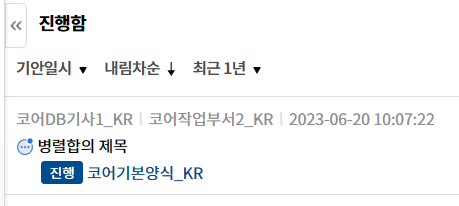 진행함
기안일시 ▼ 내림차순 ↓ 최근 1년 ▼
코어DB기사1_KR | 코어작업부서2_KR | 2023-06-20 10:07:22
병렬합의 제목
진행 코어기본양식_KR